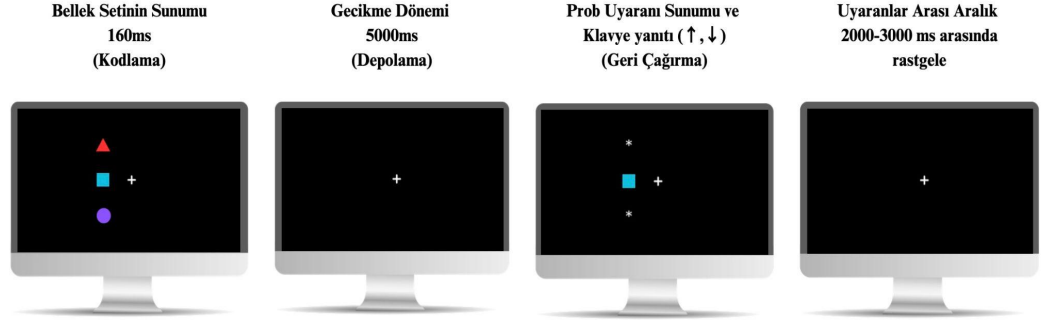 Bellek Setinin Sunumu
160ms
(Kodlama)
Gecikme Dönemi
5000ms
(Depolama)
Prob Uyaranı Sunumu ve
Klavye yanıtı (↑,↓)
(Geri Çağırma)
Uyaranlar Arası Aralık
2000-3000 ms arasında
rastgele
+
+
*
+
*
+